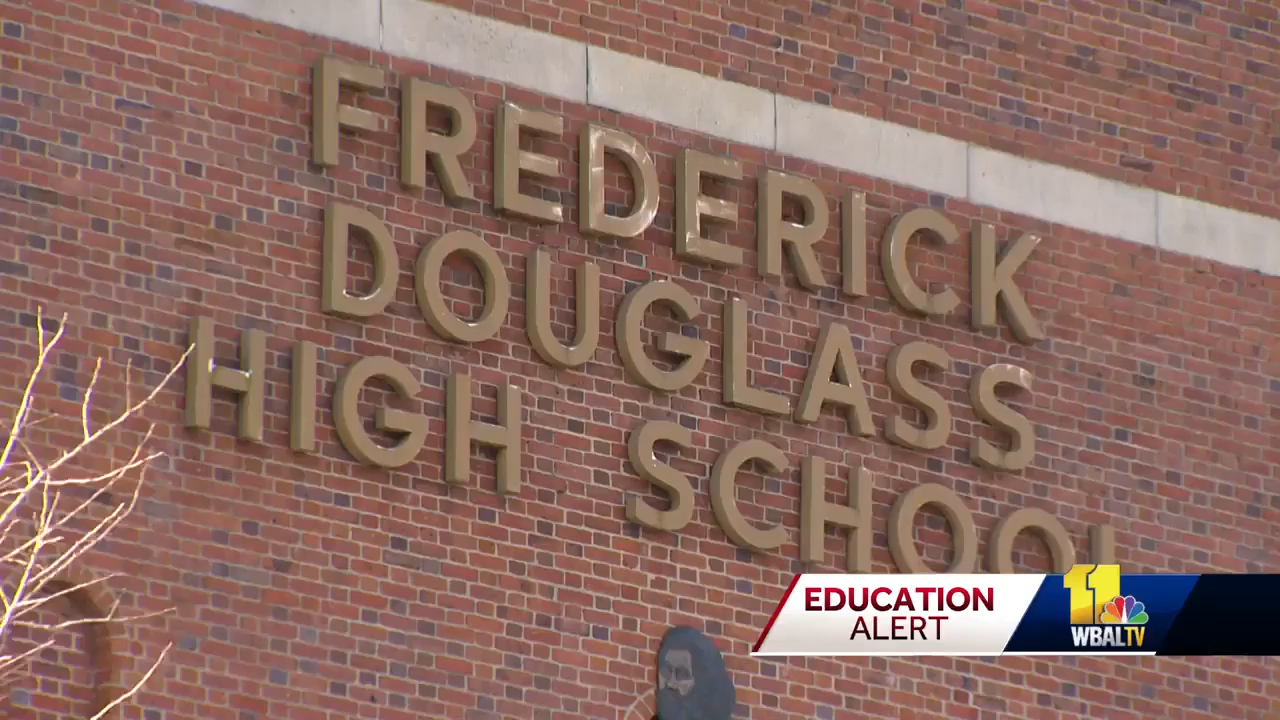 FREDERICK
DOUGLASS
HIGH SCHOOL
EDUCATION
ALERT
11
WBALTV